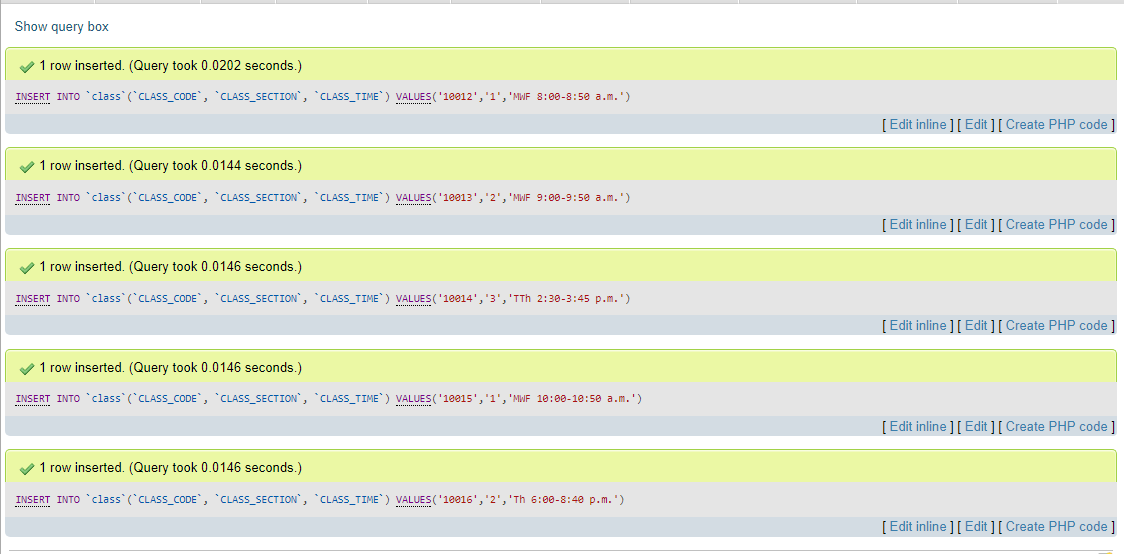 Show query box
1 row inserted. (Query took 0.0202 seconds.)
INSERT INTO `class`(`CLASS_CODE`, `CLASS_SECTION`, `CLASS_TIME`) VALUES('10012','1','MWF 8:00-8:50 a.m.')
[ Edit inline ] [ Edit ] [ Create PHP code ]
1 row inserted. (Query took 0.0144 seconds.)
INSERT INTO `class`(`CLASS_CODE`, `CLASS_SECTION`, `CLASS_TIME`) VALUES('10013','2','MWF 9:00-9:50 a.m.')
[ Edit inline ] [ Edit ] [ Create PHP code ]
1 row inserted. (Query took 0.0146 seconds.)
INSERT INTO `class`(`CLASS_CODE`, `CLASS_SECTION`, `CLASS_TIME`) VALUES('10014','3','TTh 2:30-3:45 p.m.')
[ Edit inline ] [ Edit ] [ Create PHP code ]
1 row inserted. (Query took 0.0146 seconds.)
INSERT INTO `class`(`CLASS_CODE`, `CLASS_SECTION`, `CLASS_TIME`) VALUES('10015','1','MWF 10:00-10:50 a.m.')
[ Edit inline ] [ Edit ] [ Create PHP code ]
1 row inserted. (Query took 0.0146 seconds.)
INSERT INTO `class`(`CLASS_CODE`, `CLASS_SECTION`, `CLASS_TIME`) VALUES('10016','2','Th 6:00-8:40 p.m.')
[ Edit inline ] [ Edit ] [ Create PHP code ]